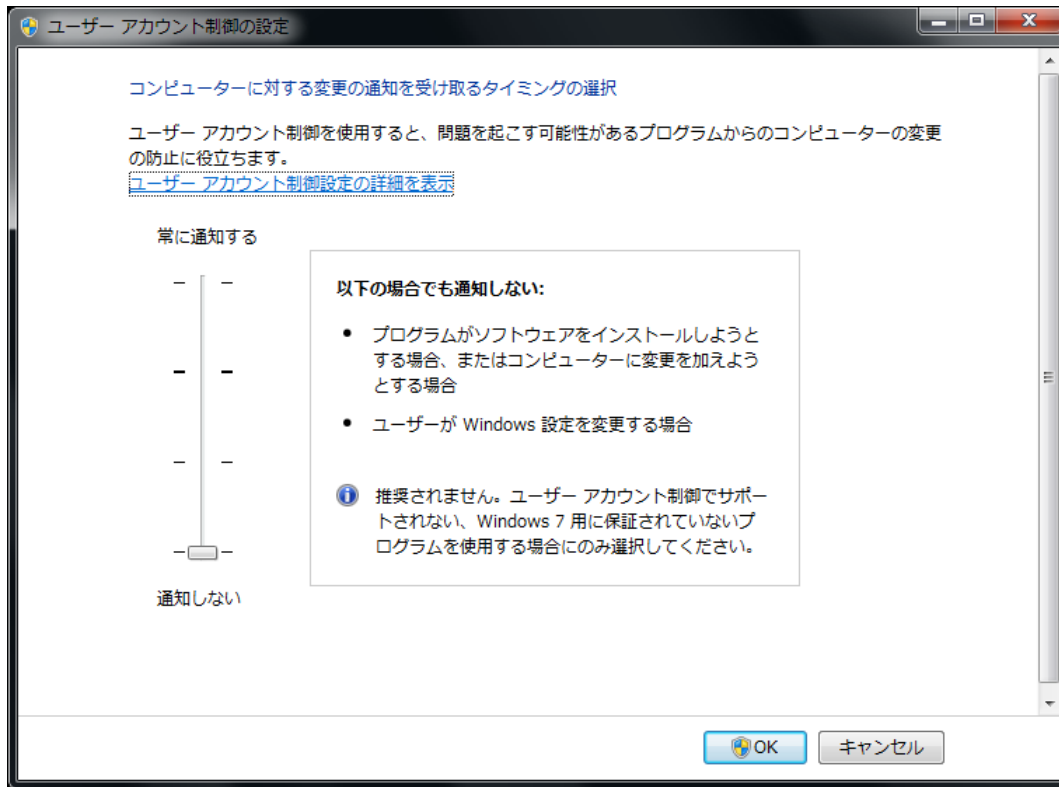 ユーザー アカウント制御の設定
コンピューターに対する変更の通知を受け取るタイミングの選択
ユーザー アカウント制御を使用すると、問題を起こす可能性があるプログラムからのコンピューターの変更
の防止に役立ちます。
ユーザー アカウント制御設定の詳細を表示
常に通知する
以下の場合でも通知しない:
• プログラムがソフトウェアをインストールしようと
する場合、またはコンピューターに変更を加えよう
とする場合
• ユーザーが Windows 設定を変更する場合
推奨されません。ユーザー アカウント制御でサポー
トされない、Windows 7 用に保証されていないプ
ログラムを使用する場合にのみ選択してください。
通知しない
OK
キャンセル